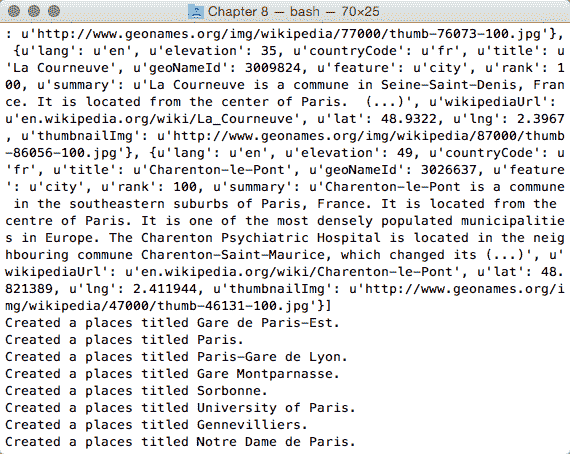 Chapter 8 — bash — 70×25
: u'http://www.geonames.org/img/wikipedia/77000/thumb-76073-100.jpg'},
 {u'lang': u'en', u'elevation': 35, u'countryCode': u'fr', u'title': u
'La Courneuve', u'geoNameId': 3009824, u'feature': u'city', u'rank': 1
00, u'summary': u'La Courneuve is a commune in Seine-Saint-Denis, Fran
ce. It is located from the center of Paris.  (...)', u'wikipediaUrl':
u'en.wikipedia.org/wiki/La_Courneuve', u'lat': 48.9322, u'lng': 2.3967
, u'thumbnailImg': u'http://www.geonames.org/img/wikipedia/87000/thumb
-86056-100.jpg'}, {u'lang': u'en', u'elevation': 49, u'countryCode': u
'fr', u'title': u'Charenton-le-Pont', u'geoNameId': 3026637, u'feature
': u'city', u'rank': 100, u'summary': u'Charenton-le-Pont is a commune
 in the southeastern suburbs of Paris, France. It is located from the
centre of Paris. It is one of the most densely populated municipalitie
s in Europe. The Charenton Psychiatric Hospital is located in the neig
hbouring commune Charenton-Saint-Maurice, which changed its (...)', u'
wikipediaUrl': u'en.wikipedia.org/wiki/Charenton-le-Pont', u'lat': 48.
821389, u'lng': 2.411944, u'thumbnailImg': u'http://www.geonames.org/i
mg/wikipedia/47000/thumb-46131-100.jpg'}]
Created a places titled Gare de Paris-Est.
Created a places titled Paris.
Created a places titled Paris-Gare de Lyon.
Created a places titled Gare Montparnasse.
Created a places titled Sorbonne.
Created a places titled University of Paris.
Created a places titled Gennevilliers.
Created a places titled Notre Dame de Paris.